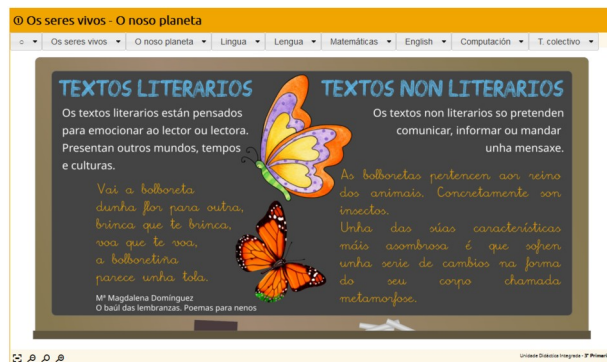 ① Os seres vivos - O noso planeta
Os seres vivos
O noso planeta
Lingua
Lengua
Matemáticas
English
Computación
T. colectivo
TEXTOS LITERARIOS
Os textos literarios están pensados
para emocionar ao lector ou lectora.
Presentan outros mundos, tempos
e culturas.
Vai a bolboreta
dunha flor para outra,
brinca que te brinca,
voa que te voa,
a bolboretiña
parece unha tola.
Mª Magdalena Domínguez
O baúl das lembranzas. Poemas para nenos
TEXTOS NON LITERARIOS
Os textos non literarios so pretenden
comunicar, informar ou mandar
unha mensaxe.
As bolboretas pertencen aon reino
dos animais. Concretamente son
insectos.
Unha das súas características
máis asombrosa é que sofren
unha serie de cambios na forma
do seu corpo chamada
metamorfose.
Unidade Didáctica Integrada - 3º Primaria